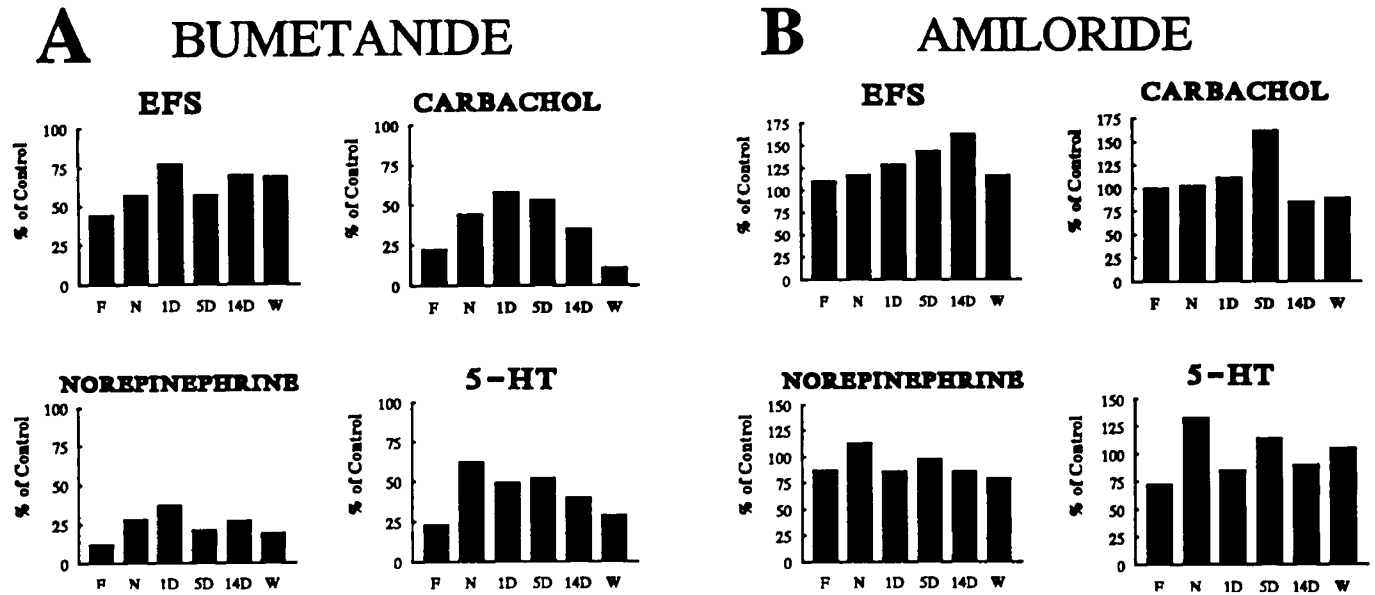 A BUMETANIDE
EFS
% of Control
100
75
50
25
0
F N 1D 5D 14D W
CARBACHOL
% of Control
100
75
50
25
0
F N 1D 5D 14D W
NOREPINEPHRINE
% of Control
100
75
50
25
0
F N 1D 5D 14D W
5-HT
% of Control
100
75
50
25
0
F N 1D 5D 14D W
B AMILORIDE
EFS
% of Control
175
150
125
100
75
50
25
0
F N 1D 5D 14D W
CARBACHOL
% of Control
175
150
125
100
75
50
25
0
F N 1D 5D 14D W
NOREPINEPHRINE
% of Control
150
125
100
75
50
25
0
F N 1D 5D 14D W
5-HT
% of Control
150
125
100
75
50
25
0
F N 1D 5D 14D W